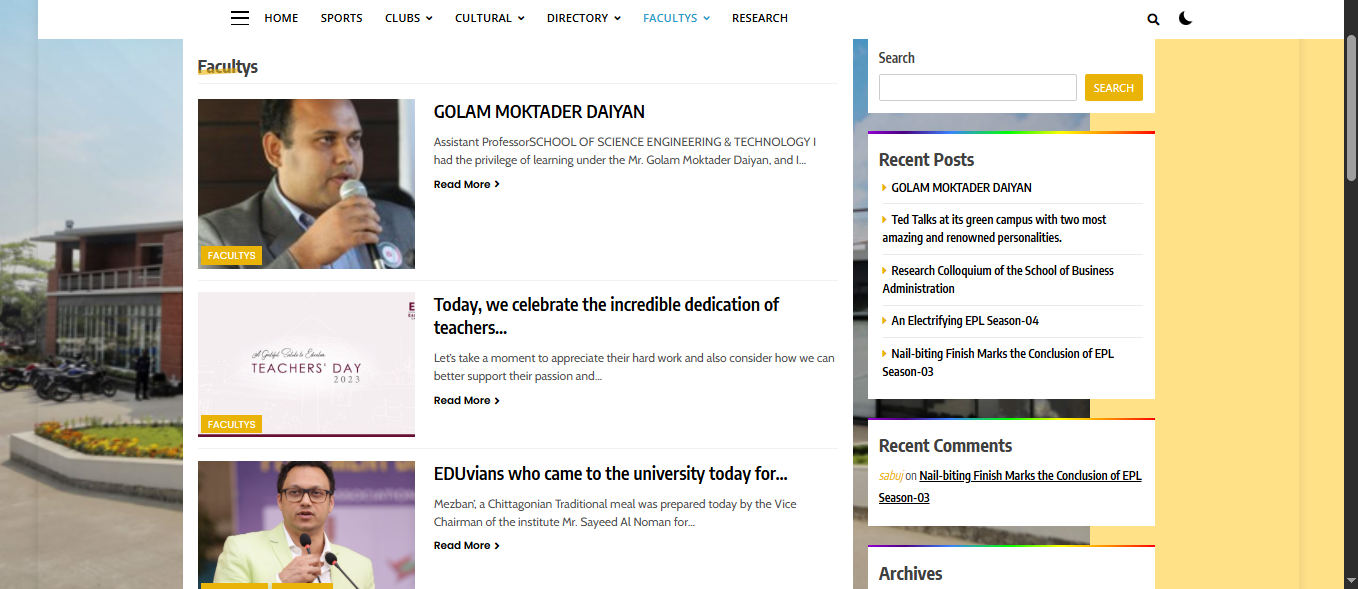 HOME SPORTS CLUBS CULTURAL DIRECTORY FACULTYS RESEARCH
Facultys
FACULTYS
GOLAM MOKTADER DAIYAN
Assistant ProfessorSCHOOL OF SCIENCE ENGINEERING & TECHNOLOGY I
had the privilege of learning under the Mr. Golam Moktader Daiyan, and I...
Read More
A Grateful Salute to Educators
TEACHERS' DAY
2023
FACULTYS
Today, we celebrate the incredible dedication of
teachers...
Let's take a moment to appreciate their hard work and also consider how we can
better support their passion and...
Read More
ASSOCIATION
EDUvians who came to the university today for...
Mezban', a Chittagonian Traditional meal was prepared today by the Vice
Chairman of the institute Mr. Sayeed Al Noman for...
Read More
Search
SEARCH
Recent Posts
GOLAM MOKTADER DAIYAN
Ted Talks at its green campus with two most
amazing and renowned personalities.
Research Colloquium of the School of Business
Administration
An Electrifying EPL Season-04
Nail-biting Finish Marks the Conclusion of EPL
Season-03
Recent Comments
sabuj on Nail-biting Finish Marks the Conclusion of EPL
Season-03
Archives